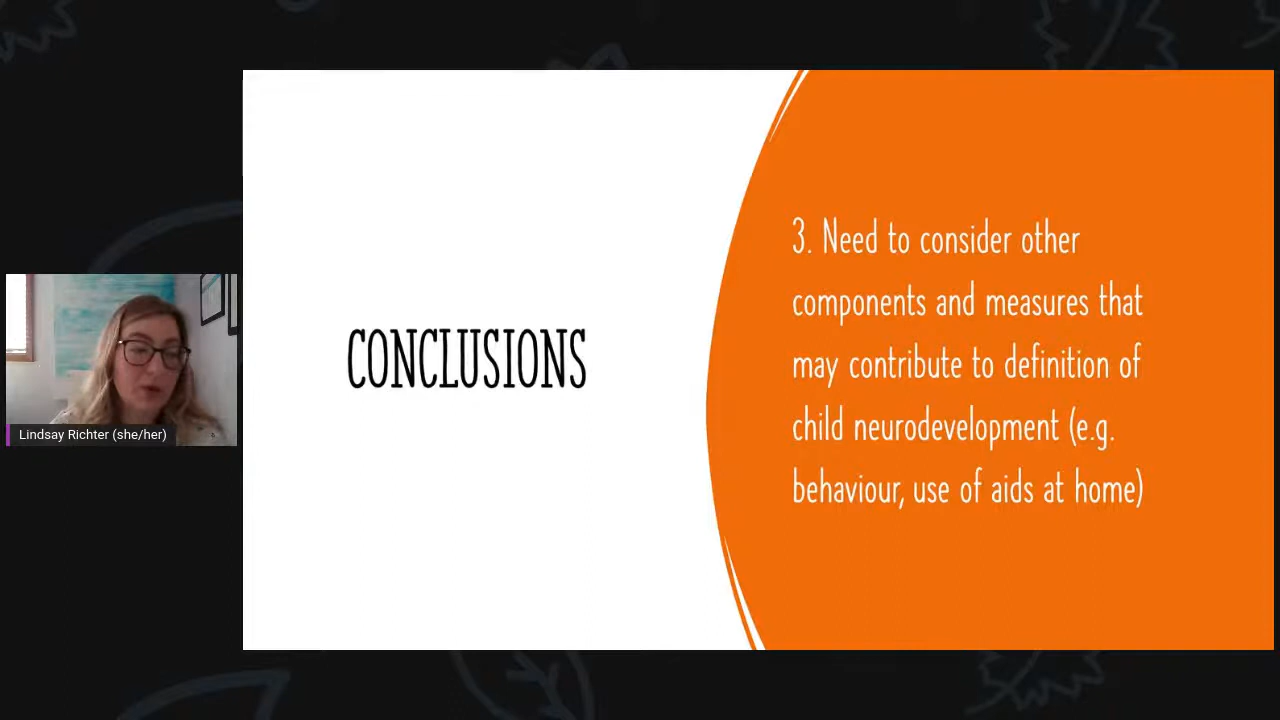 CONCLUSIONS
3. Need to consider other
components and measures that
may contribute to definition of
child neurodevelopment (e.g.
behaviour, use of aids at home)
Lindsay Richter (she/her)